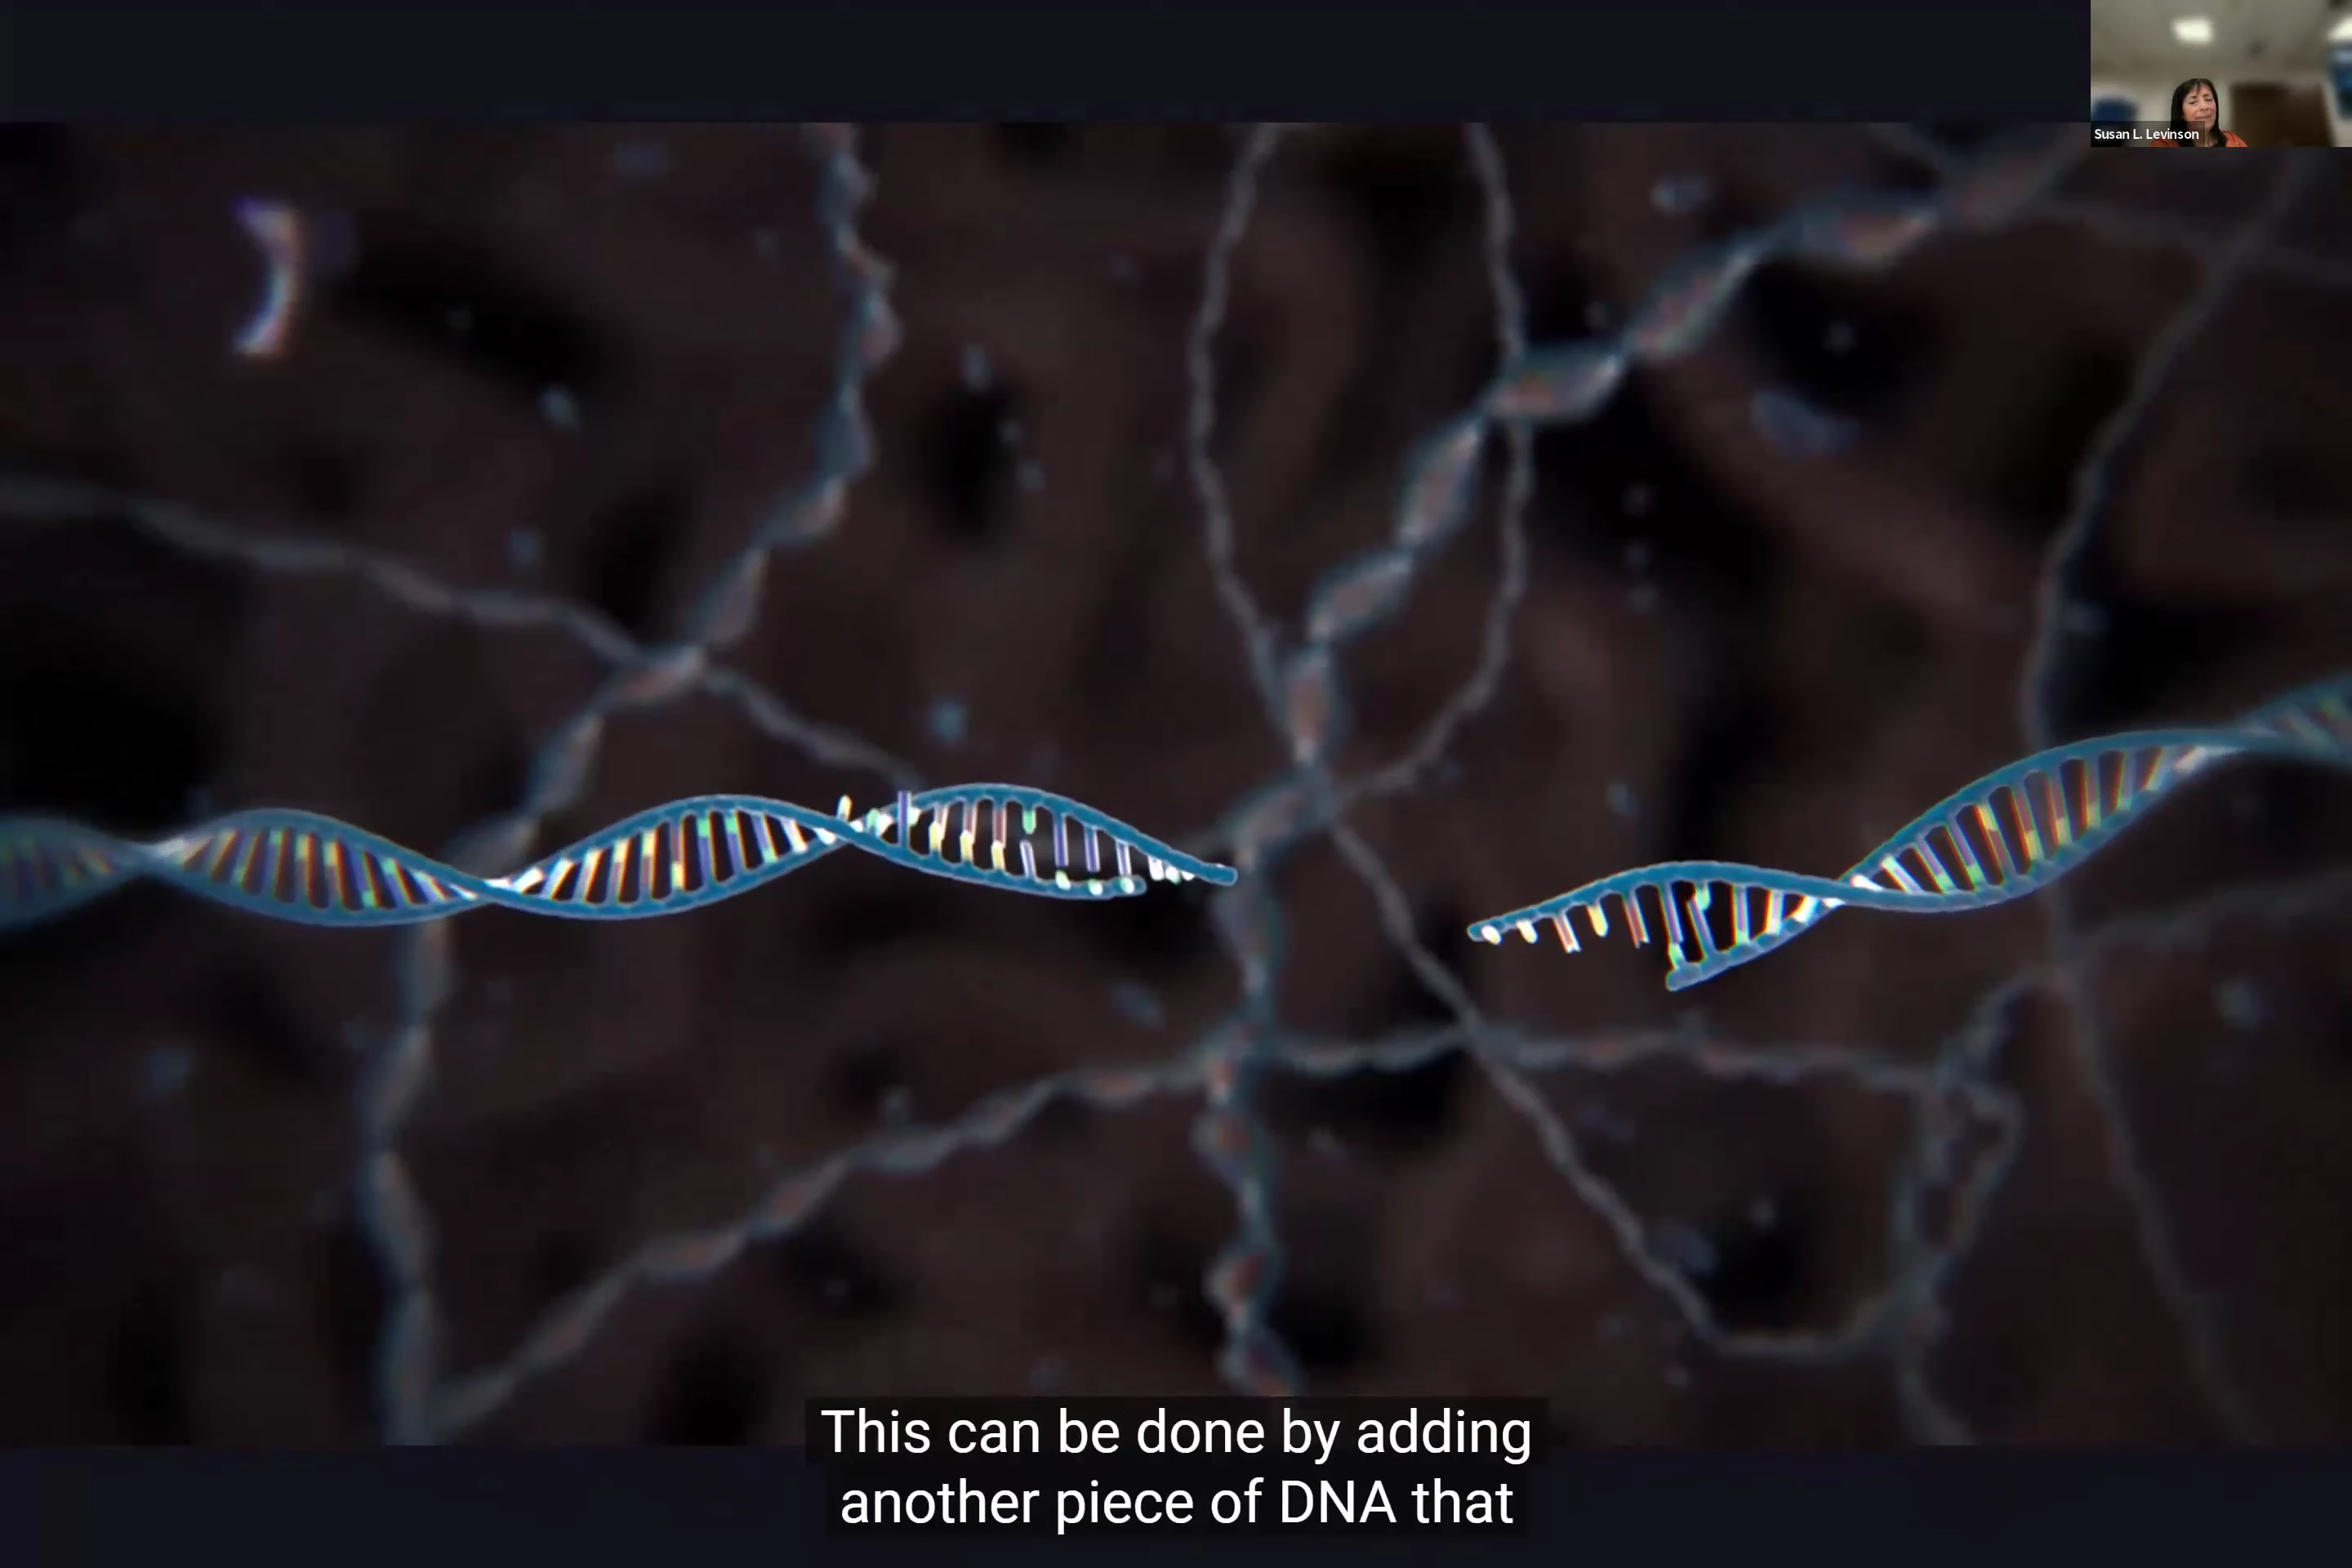 Susan L. Levinson
This can be done by adding
another piece of DNA that